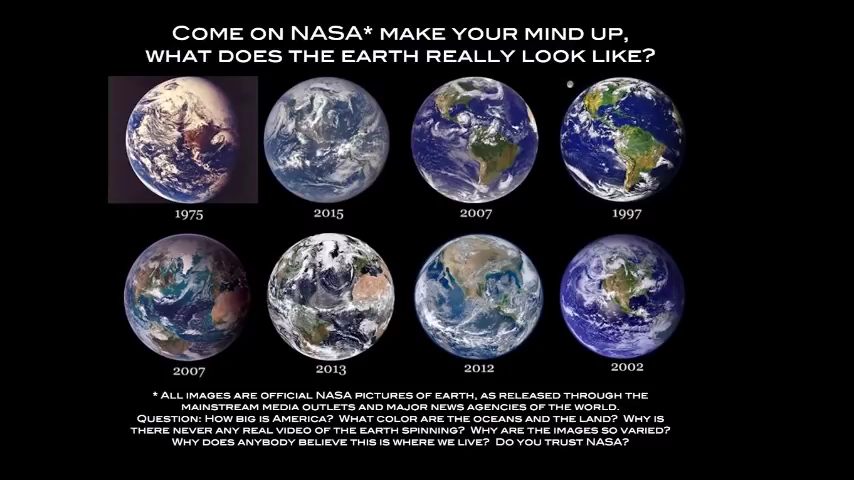 Come on NASA* make your mind up,
what does the earth really look like?
1975
2015
2007
1997
2007
2013
2012
2002
* All images are official NASA pictures of earth, as released through the
mainstream media outlets and major news agencies of the world.
Question: How big is America? What color are the oceans and the land? Why is
there never any real video of the earth spinning? Why are the images so varied?
Why does anybody believe this is where we live? Do you trust NASA?